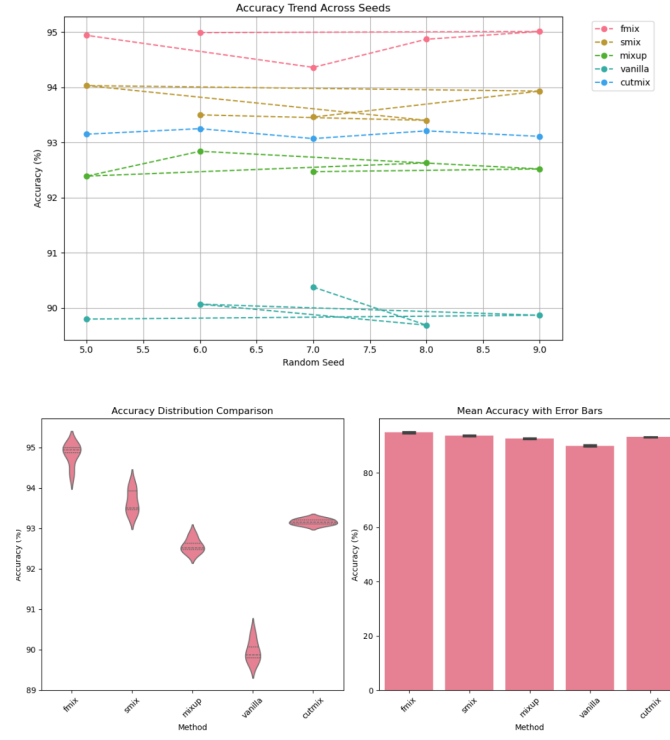 Accuracy Trend Across Seeds
95
94
93
92
91
90
Accuracy (%)
5.0 5.5 6.0 6.5 7.0 7.5 8.0 8.5 9.0
Random Seed
fmix
smix
mixup
vanilla
cutmix
Accuracy Distribution Comparison
95
94
93
92
91
90
89
Accuracy (%)
fmix smix mixup vanilla cutmix
Method
Mean Accuracy with Error Bars
80
60
40
20
0
Accuracy (%)
fmix smix mixup vanilla cutmix
Method